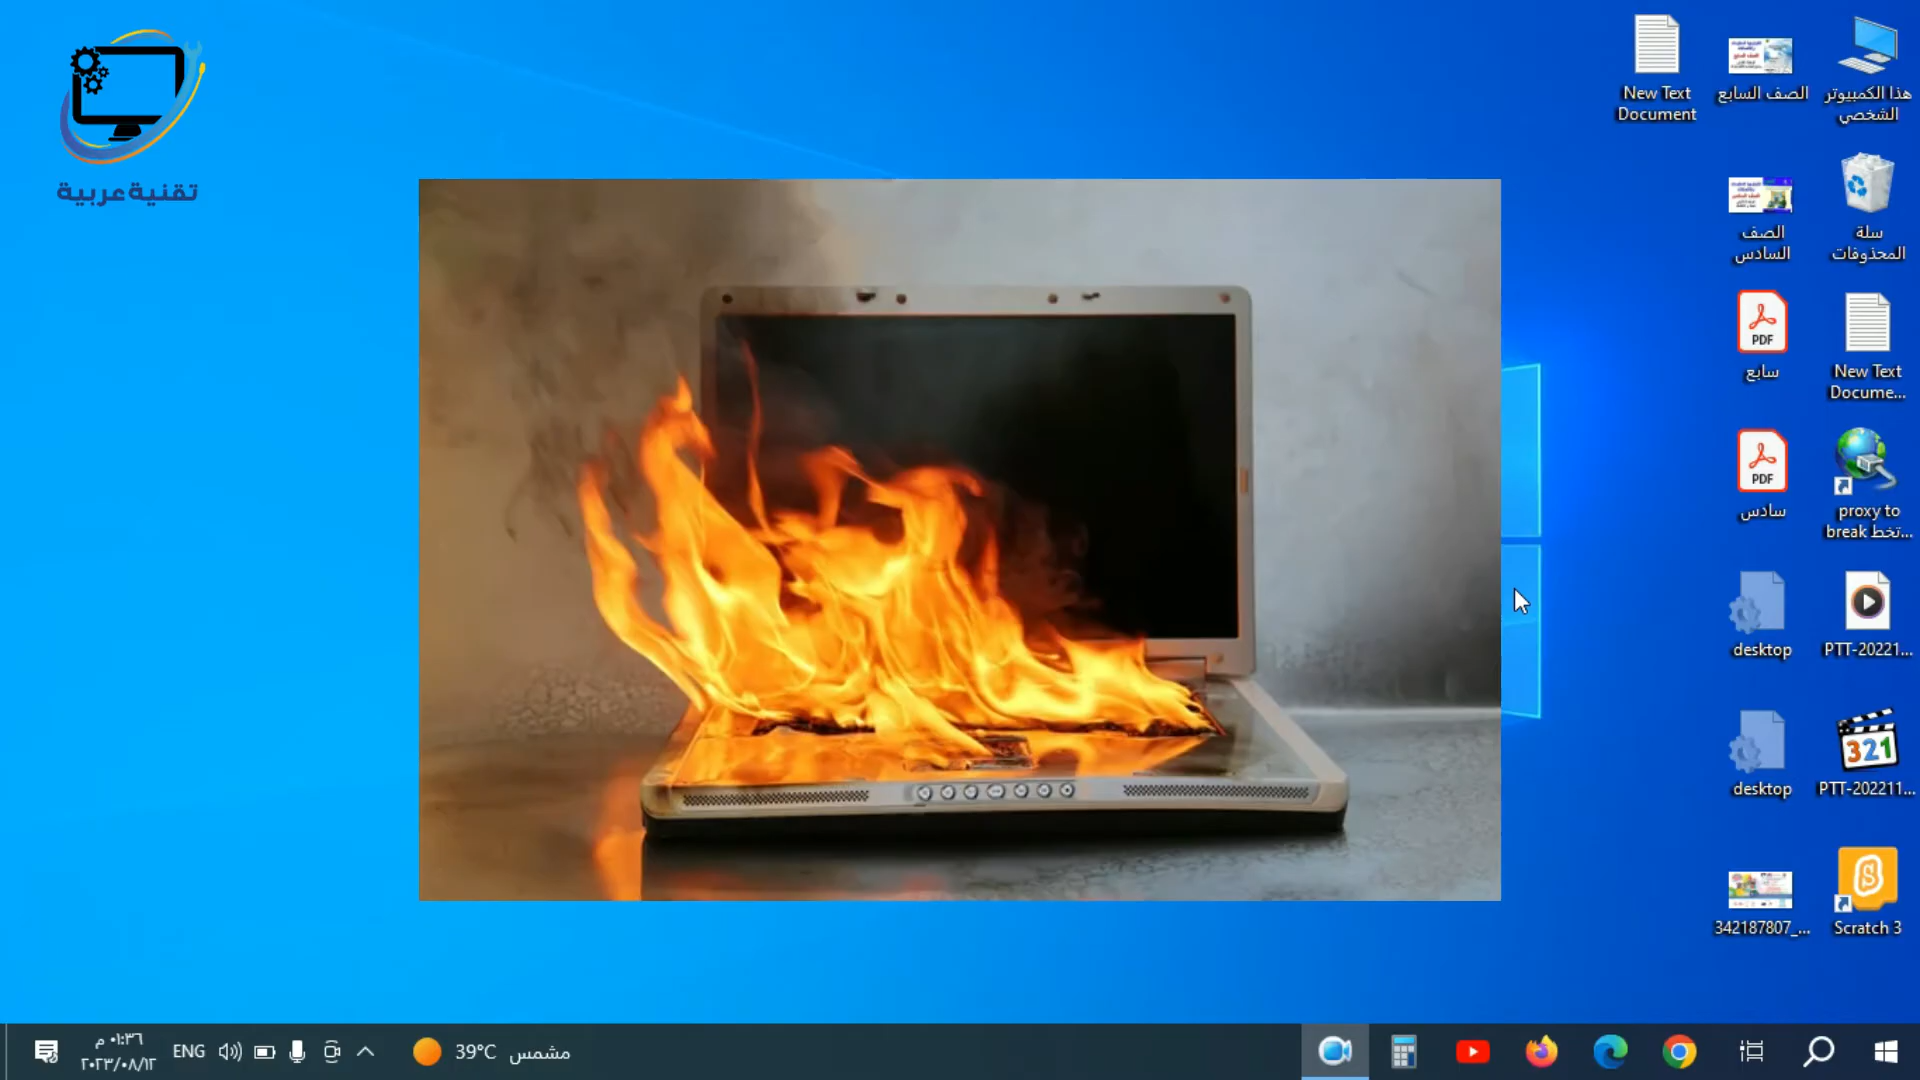 تقنية عربية
هذا الكمبيوتر
الشخصي
الصف السابع
New Text
Document
سلة
المحذوفات
الصف
السادس
New Text
Docume...
PDF
سابع
proxy to
break تخط...
PDF
سادس
PTT-20221...
desktop
321
PTT-202211...
desktop
Scratch 3
342187807_...
مشمس 39°C
ENG
٠١:٣٦ م
٢٠٢٣/٠٨/١٢